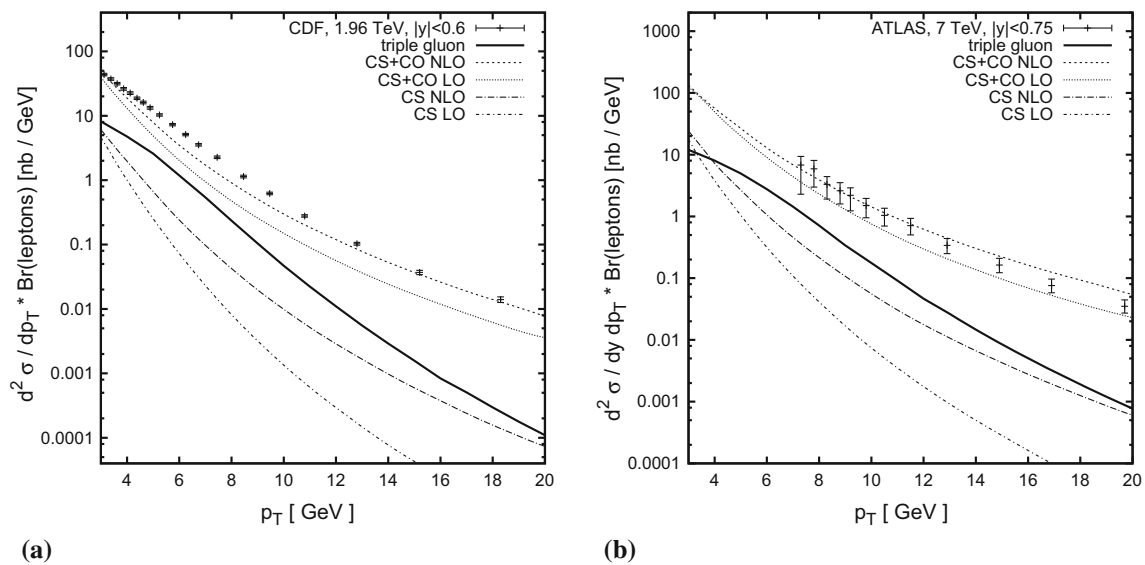 CDF, 1.96 TeV, |y|<0.6
triple gluon
CS+CO NLO
CS+CO LO
CS NLO
CS LO
100
10
1
0.1
0.01
0.001
0.0001
d² σ / dp_T * Br(leptons) [nb / GeV]
4 6 8 10 12 14 16 18 20
p_T [ GeV ]
(a)
ATLAS, 7 TeV, |y|<0.75
triple gluon
CS+CO NLO
CS+CO LO
CS NLO
CS LO
1000
100
10
1
0.1
0.01
0.001
0.0001
d² σ / dy dp_T * Br(leptons) [nb / GeV]
4 6 8 10 12 14 16 18 20
p_T [ GeV ]
(b)